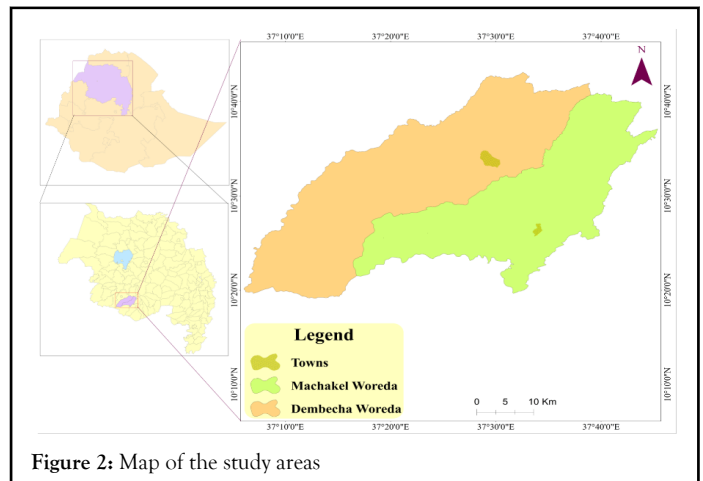 37°10'0"E 37°20'0"E 37°30'0"E 37°40'0"E
N
10°40'0"N 10°40'0"N
10°30'0"N 10°30'0"N
10°20'0"N 10°20'0"N
10°10'0"N 10°10'0"N
Legend
Towns
Machakel Woreda
Dembecha Woreda
0 5 10 Km
37°10'0"E 37°20'0"E 37°30'0"E 37°40'0"E
Figure 2: Map of the study areas